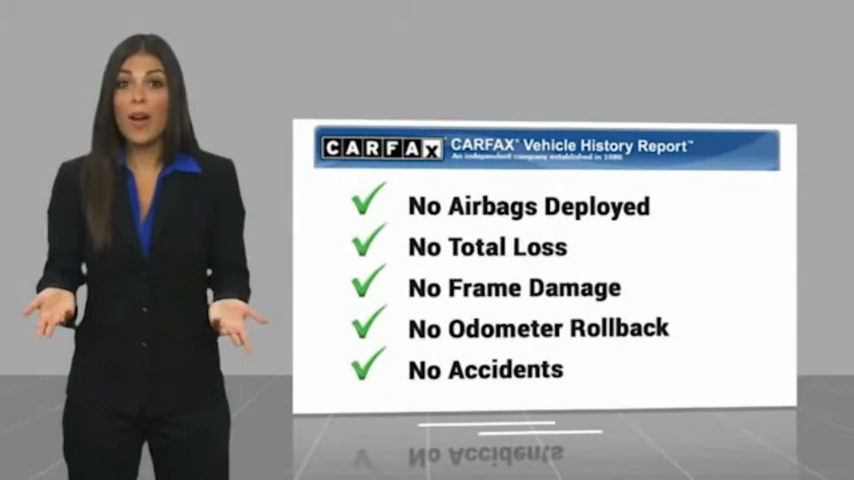 CARFAX CARFAX® Vehicle History Report™
An independent company established in 1986
No Airbags Deployed
No Total Loss
No Frame Damage
No Odometer Rollback
No Accidents
No Accidents